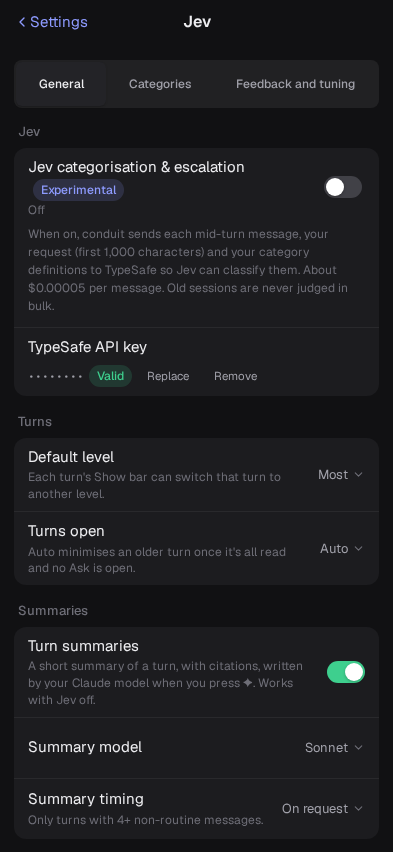 Settings
Jev
General
Categories
Feedback and tuning
Jev
Jev categorisation & escalation
Experimental
Off
When on, conduit sends each mid-turn message, your
request (first 1,000 characters) and your category
definitions to TypeSafe so Jev can classify them. About
$0.00005 per message. Old sessions are never judged in
bulk.
TypeSafe API key
········ Valid Replace Remove
Turns
Default level
Each turn's Show bar can switch that turn to
another level.
Most
Turns open
Auto minimises an older turn once it's all read
and no Ask is open.
Auto
Summaries
Turn summaries
A short summary of a turn, with citations, written
by your Claude model when you press ✦. Works
with Jev off.
Summary model
Sonnet
Summary timing
Only turns with 4+ non-routine messages.
On request